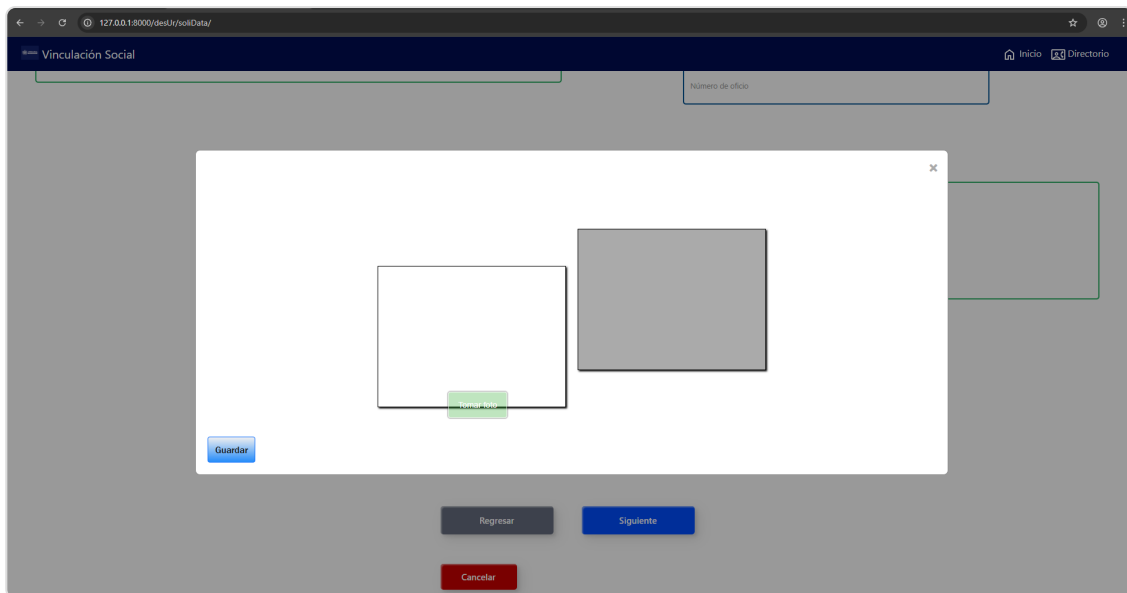 127.0.0.1:8000/desUr/soliData/
Vinculación Social
Inicio
Directorio
Número de oficio
Tomar foto
Guardar
Regresar
Siguiente
Cancelar